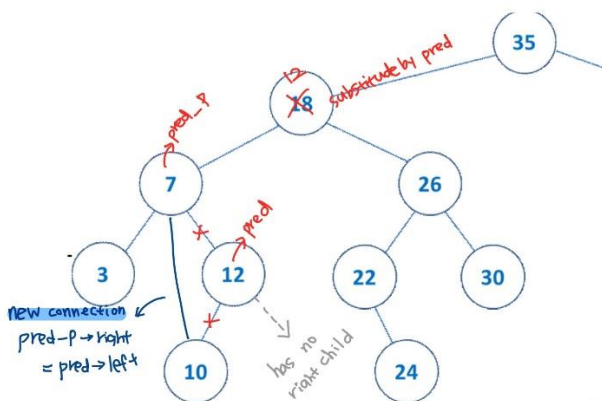 35
12
18
substitude by pred
pred_p
7
26
pred
3
12
22
30
new connection
pred-p→right
= pred→left
10
has no
right child
24